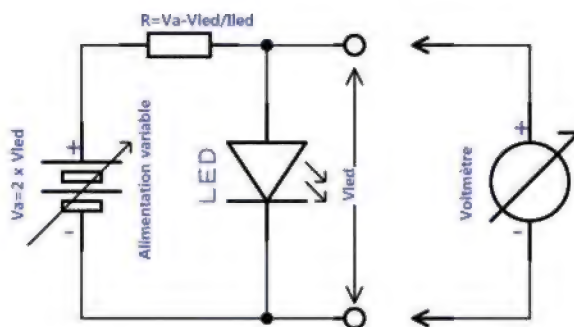 R=Va-Vled/Iled
Va=2 x Vled
+
-
Alimentation variable
LED
Vled
Voltmètre
+
-